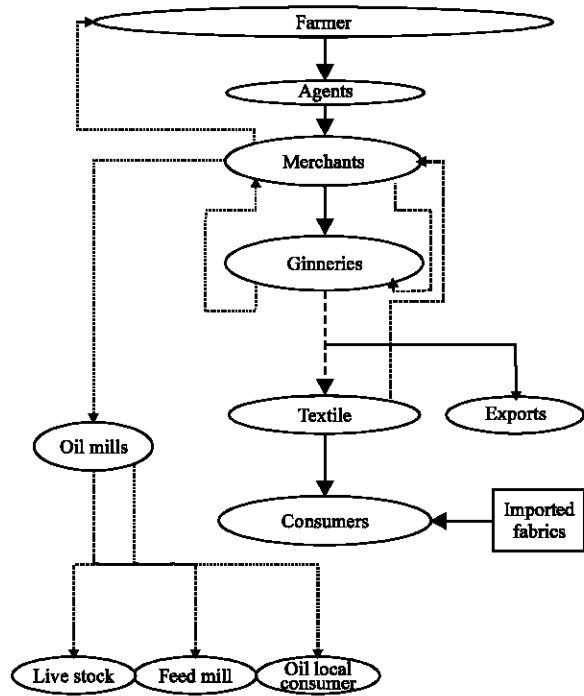 Farmer
Agents
Merchants
Ginneries
Textile
Exports
Oil mills
Consumers
Imported
fabrics
Live stock
Feed mill
Oil local
consumer